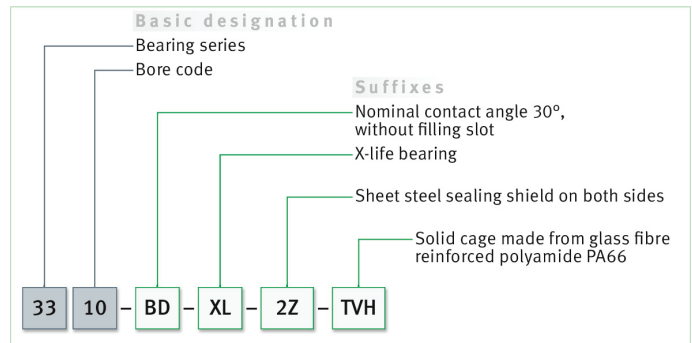 Basic designation
Bearing series
Bore code
Suffixes
Nominal contact angle 30°,
without filling slot
X-life bearing
Sheet steel sealing shield on both sides
Solid cage made from glass fibre
reinforced polyamide PA66
33 10 – BD – XL – 2Z – TVH